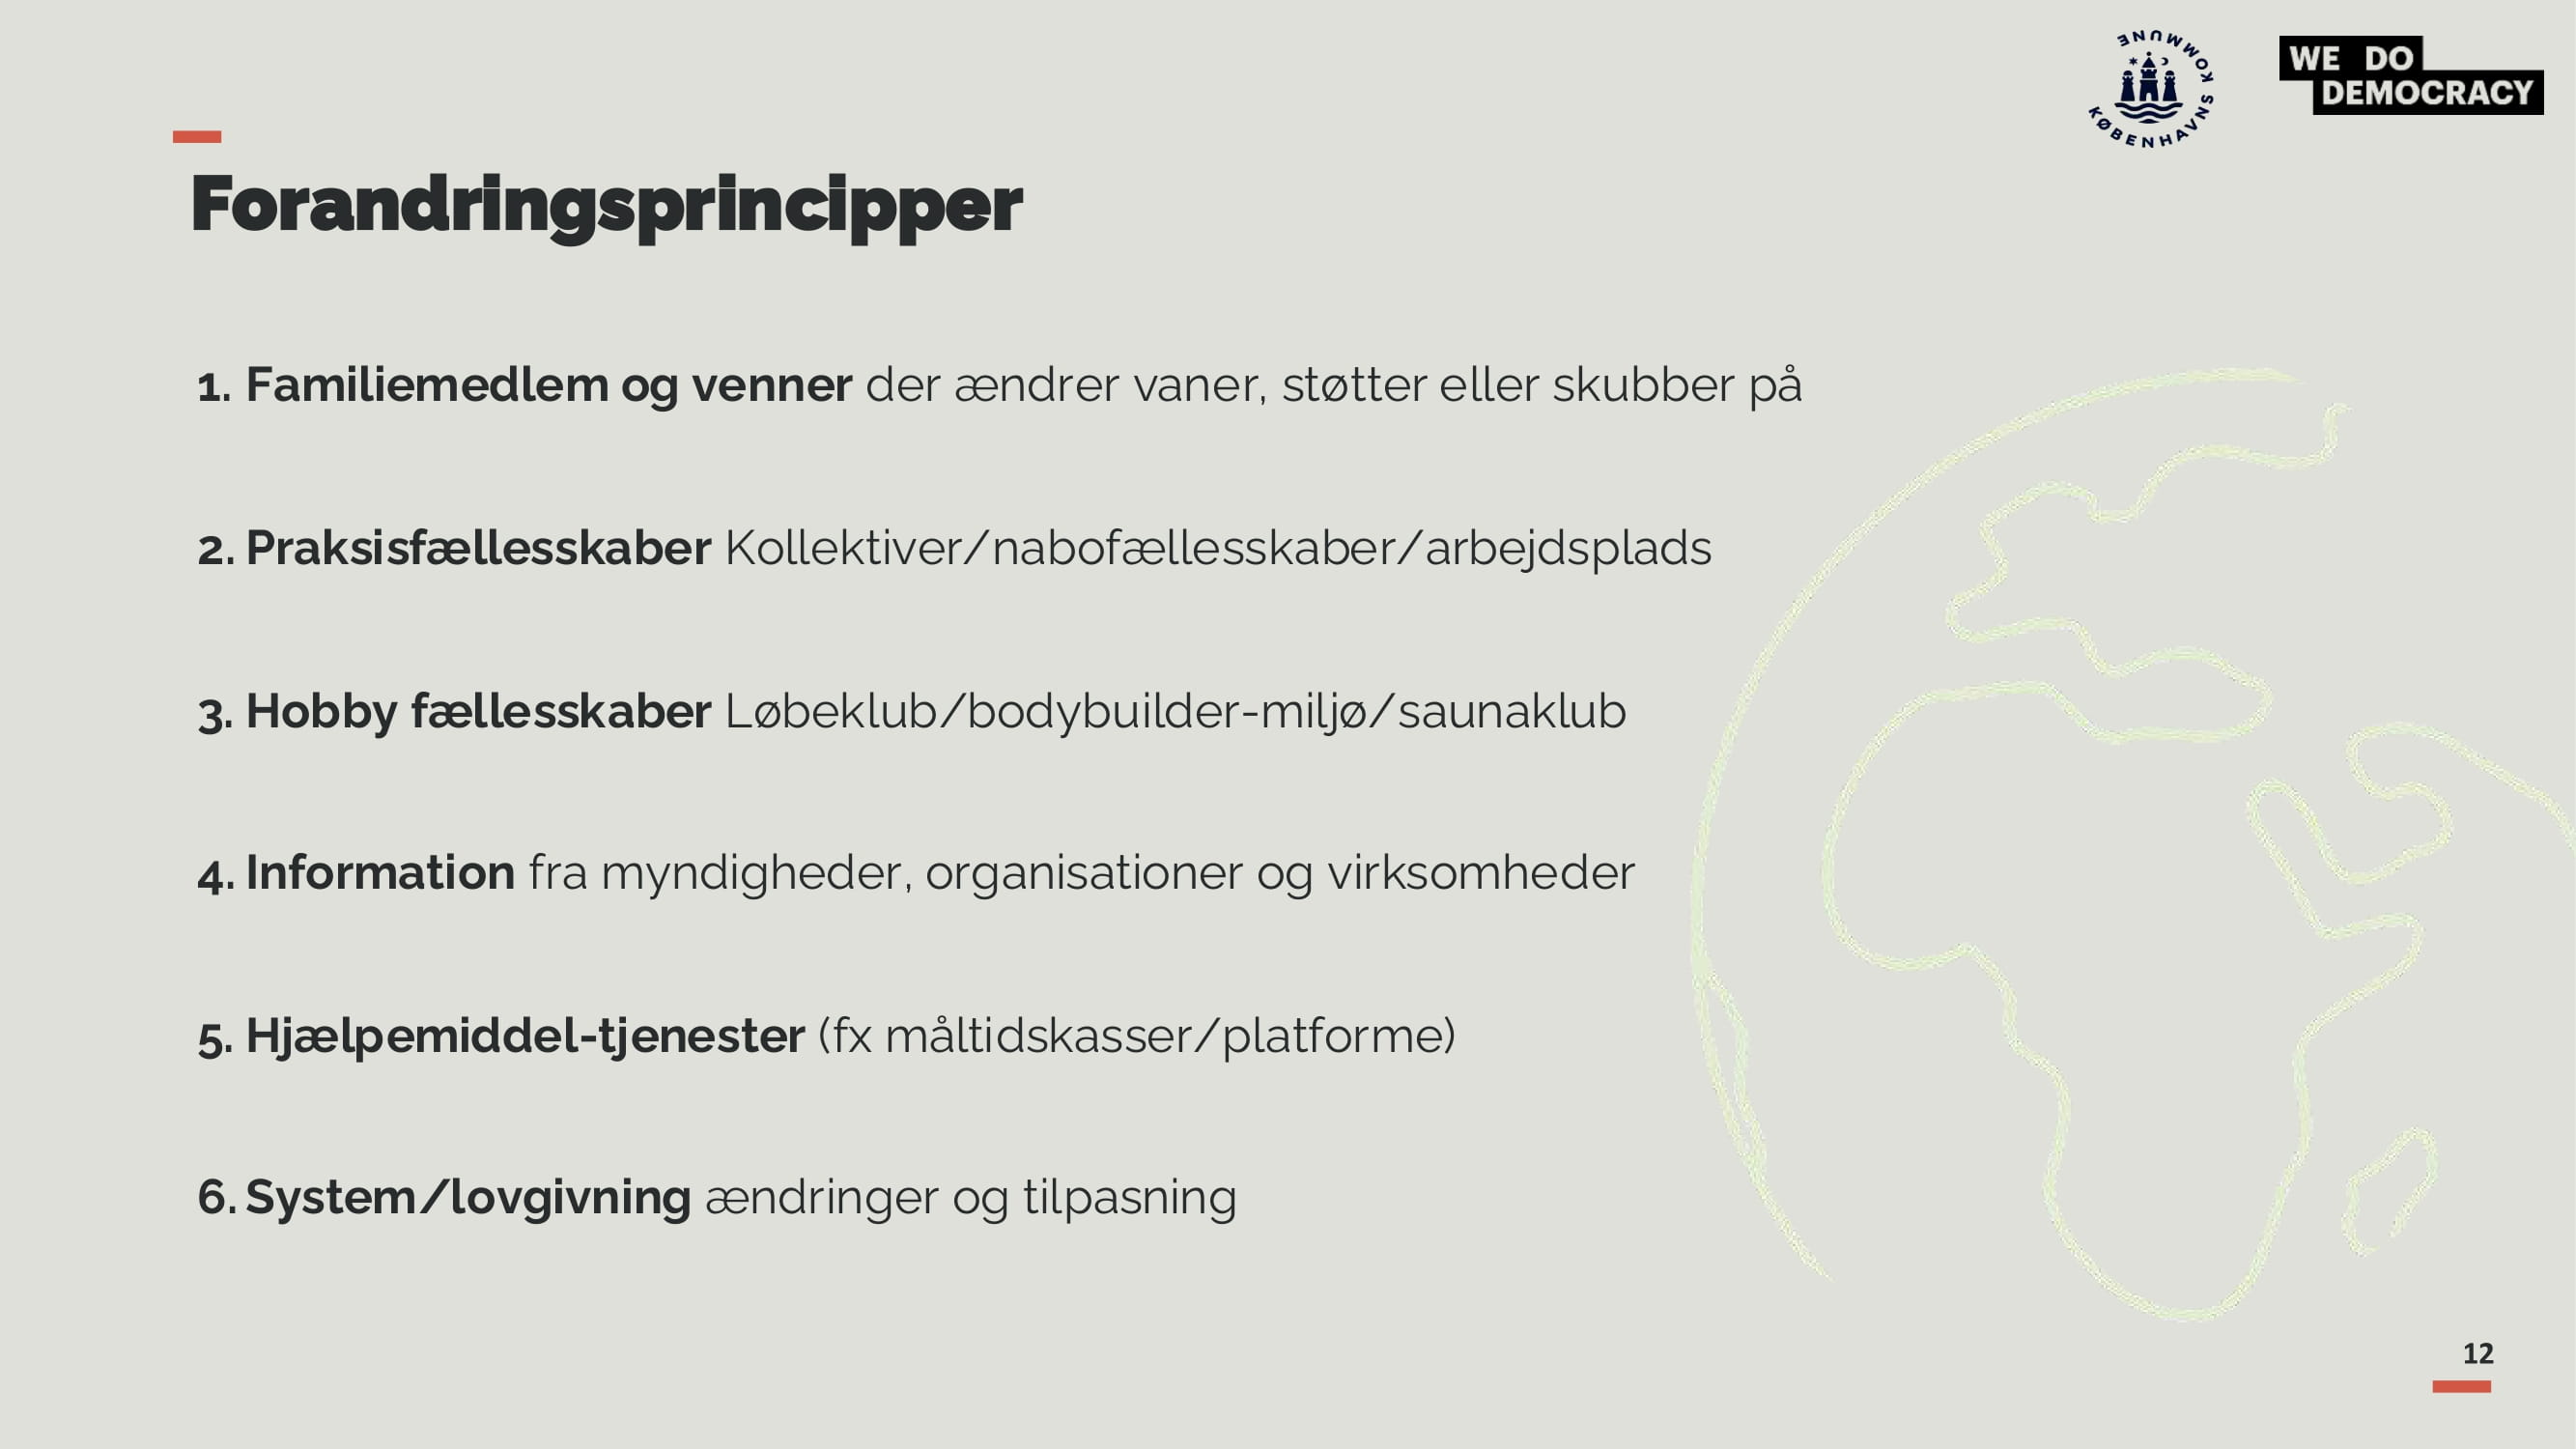 KØBENHAVNS KOMMUNE
WE DO
DEMOCRACY
Forandringsprincipper
1. Familiemedlem og venner der ændrer vaner, støtter eller skubber på
2. Praksisfællesskaber Kollektiver/nabofællesskaber/arbejdsplads
3. Hobby fællesskaber Løbeklub/bodybuilder-miljø/saunaklub
4. Information fra myndigheder, organisationer og virksomheder
5. Hjælpemiddel-tjenester (fx måltidskasser/platforme)
6. System/lovgivning ændringer og tilpasning
12